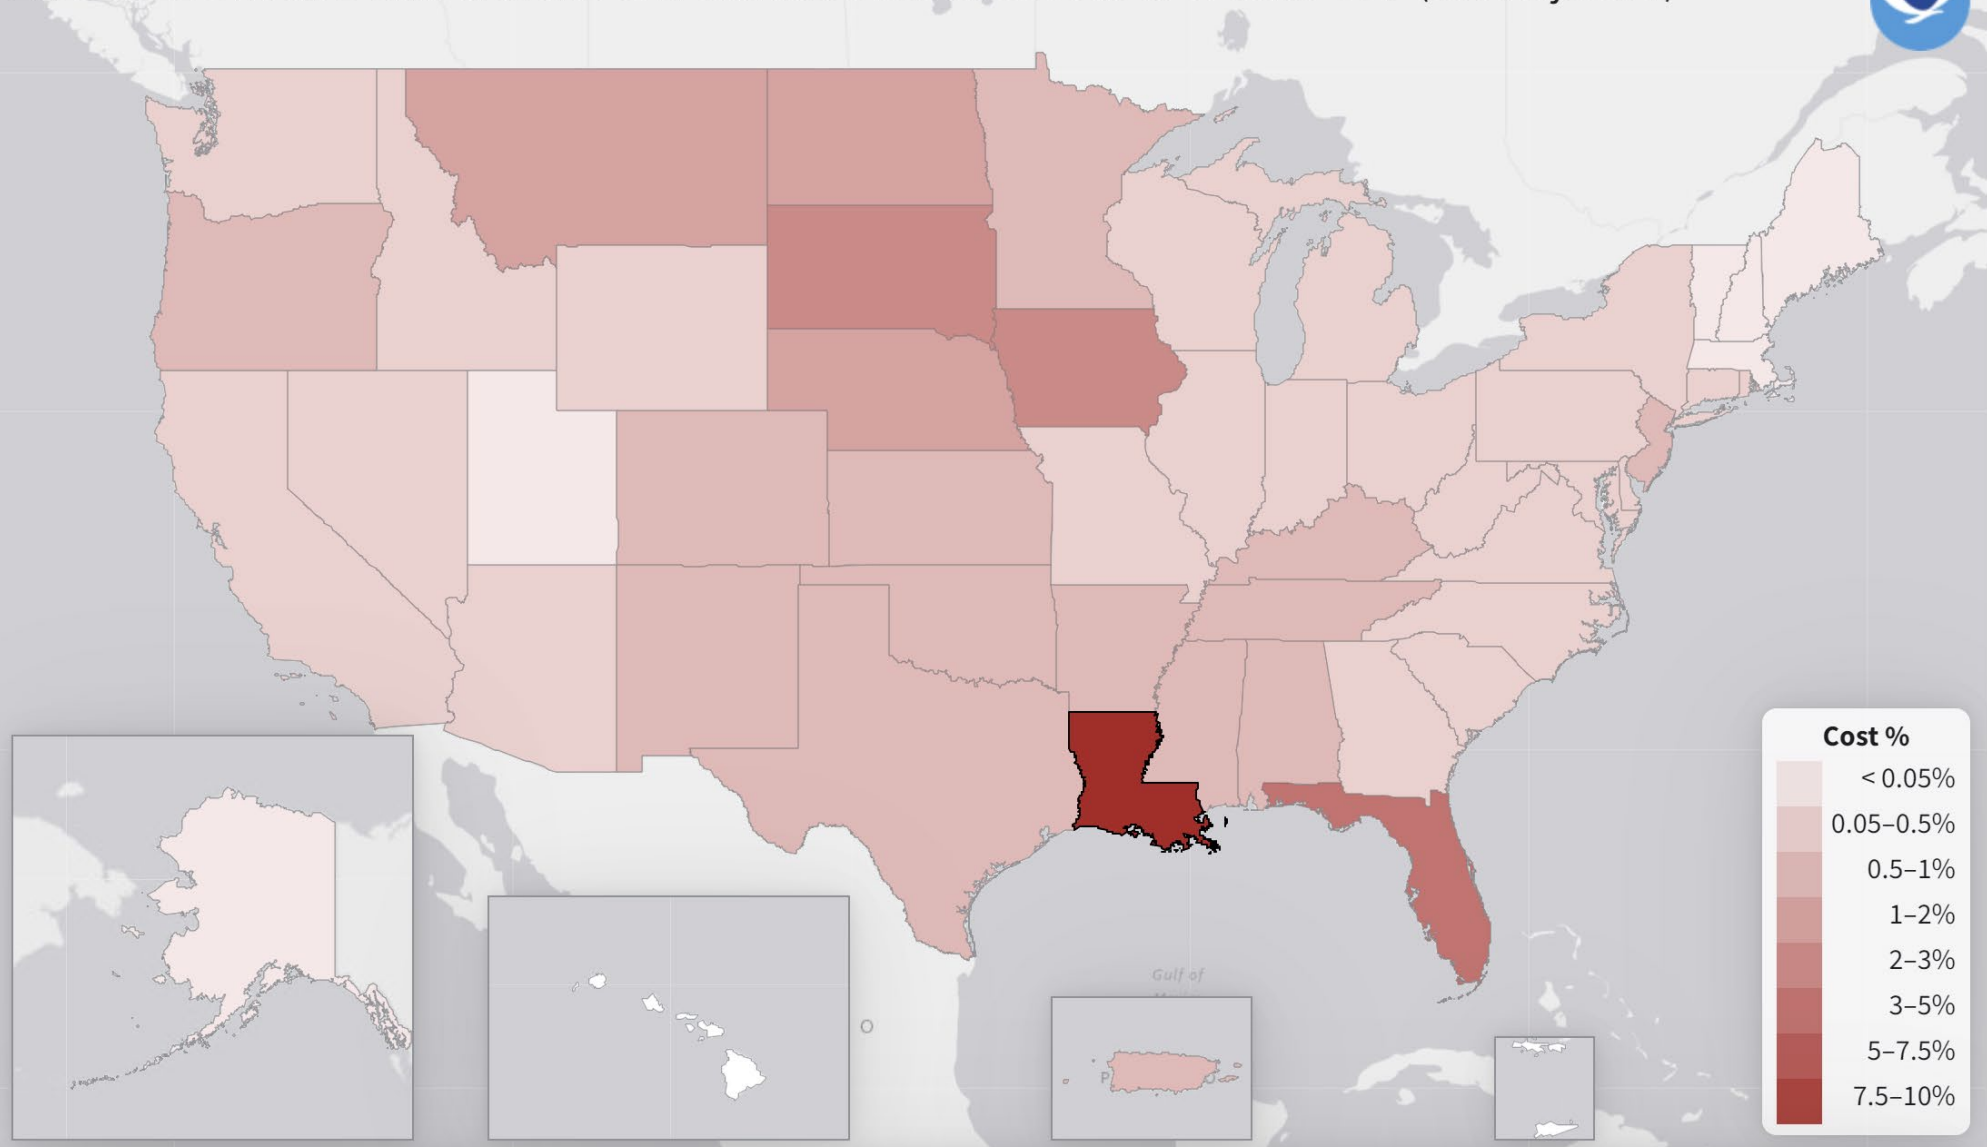 Cost %
< 0.05%
0.05–0.5%
0.5–1%
1–2%
2–3%
3–5%
5–7.5%
7.5–10%
Gulf of
O
P
O